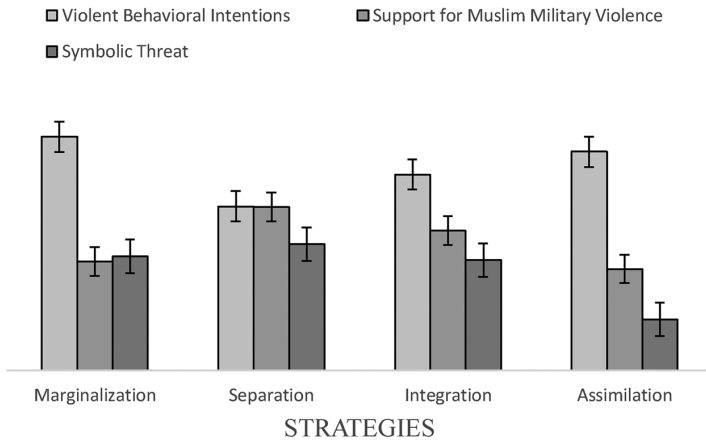 Violent Behavioral Intentions
Support for Muslim Military Violence
Symbolic Threat
Marginalization
Separation
Integration
Assimilation
STRATEGIES